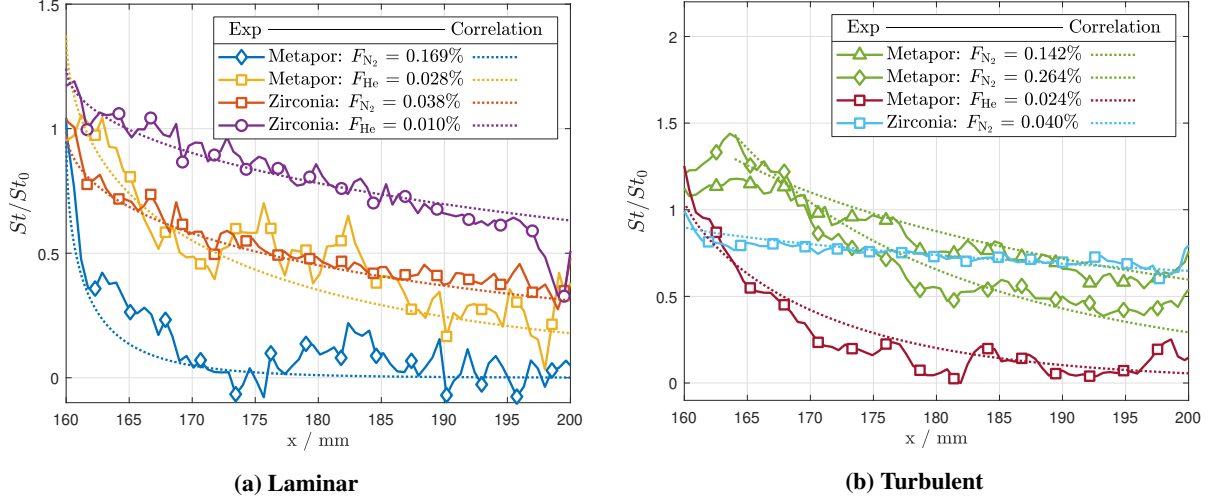 1.5
1
0.5
0
St/St₀
160 165 170 175 180 185 190 195 200
x / mm
Exp Correlation
Metapor: F_N₂ = 0.169%
Metapor: F_He = 0.028%
Zirconia: F_N₂ = 0.038%
Zirconia: F_He = 0.010%
(a) Laminar
2
1.5
1
0.5
0
St/St₀
160 165 170 175 180 185 190 195 200
x / mm
Exp Correlation
Metapor: F_N₂ = 0.142%
Metapor: F_N₂ = 0.264%
Metapor: F_He = 0.024%
Zirconia: F_N₂ = 0.040%
(b) Turbulent